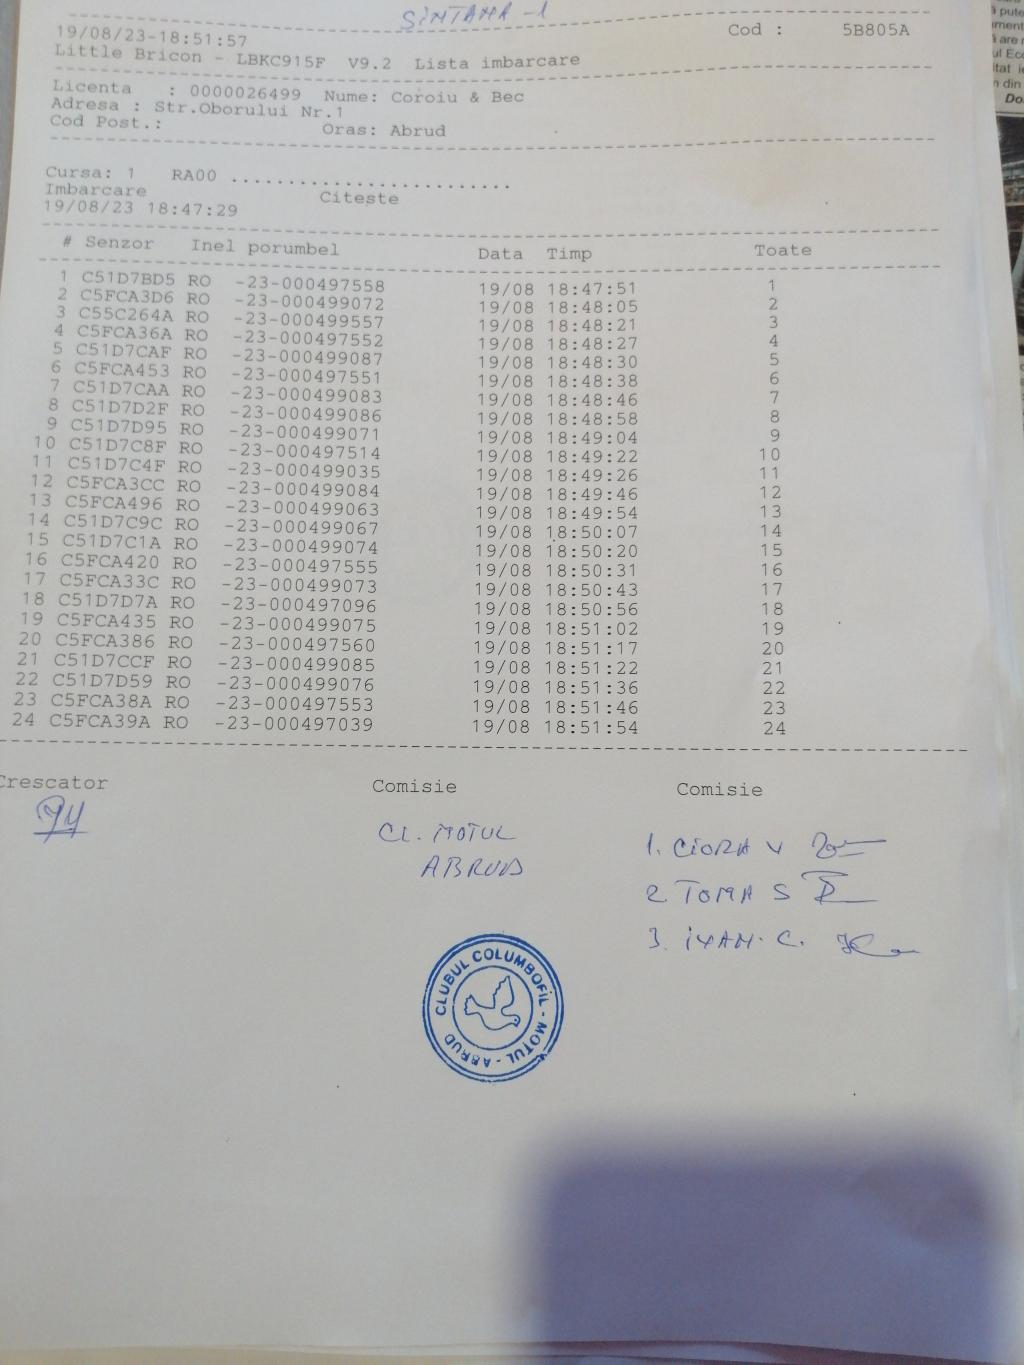 SINTAMA - 1
19/08/23-18:51:57 Cod : 5B805A
Little Bricon - LBKC915F V9.2 Lista imbarcare
Licenta : 0000026499 Nume: Coroiu & Bec
Adresa : Str.Oborului Nr.1
Cod Post.: Oras: Abrud
Cursa: 1 RA00 .........................
Imbarcare Citeste
19/08/23 18:47:29
# Senzor Inel porumbel Data Timp Toate
1 C51D7BD5 RO -23-000497558 19/08 18:47:51 1
2 C5FCA3D6 RO -23-000499072 19/08 18:48:05 2
3 C55C264A RO -23-000499557 19/08 18:48:21 3
4 C5FCA36A RO -23-000497552 19/08 18:48:27 4
5 C51D7CAF RO -23-000499087 19/08 18:48:30 5
6 C5FCA453 RO -23-000497551 19/08 18:48:38 6
7 C51D7CAA RO -23-000499083 19/08 18:48:46 7
8 C51D7D2F RO -23-000499086 19/08 18:48:58 8
9 C51D7D95 RO -23-000499071 19/08 18:49:04 9
10 C51D7C8F RO -23-000497514 19/08 18:49:22 10
11 C51D7C4F RO -23-000499035 19/08 18:49:26 11
12 C5FCA3CC RO -23-000499084 19/08 18:49:46 12
13 C5FCA496 RO -23-000499063 19/08 18:49:54 13
14 C51D7C9C RO -23-000499067 19/08 18:50:07 14
15 C51D7C1A RO -23-000499074 19/08 18:50:20 15
16 C5FCA420 RO -23-000497555 19/08 18:50:31 16
17 C5FCA33C RO -23-000499073 19/08 18:50:43 17
18 C51D7D7A RO -23-000497096 19/08 18:50:56 18
19 C5FCA435 RO -23-000499075 19/08 18:51:02 19
20 C5FCA386 RO -23-000497560 19/08 18:51:17 20
21 C51D7CCF RO -23-000499085 19/08 18:51:22 21
22 C51D7D59 RO -23-000499076 19/08 18:51:36 22
23 C5FCA38A RO -23-000497553 19/08 18:51:46 23
24 C5FCA39A RO -23-000497039 19/08 18:51:54 24
Crescator Comisie Comisie
CL. MOTUL
ABRUD
1. CIORA V
2. TOMA S
3. IVAN. C.
CLUBUL COLUMBOFIL - MOTUL - ABRUD